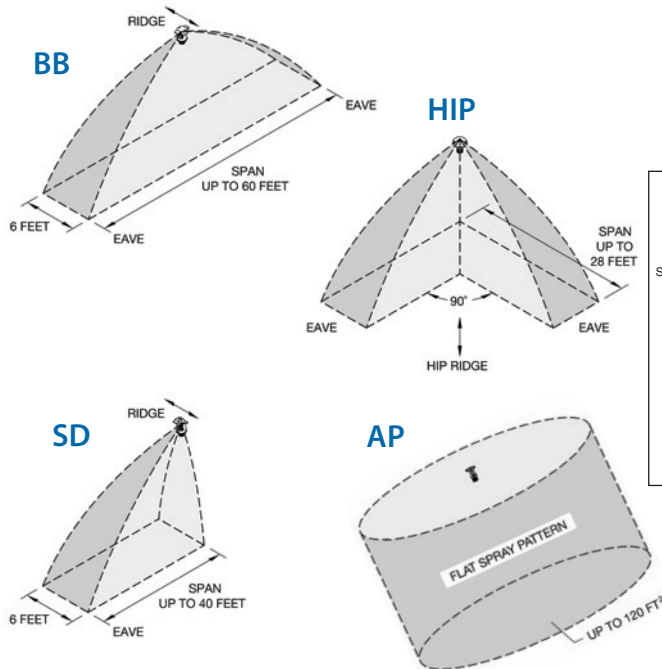 RIDGE
BB
EAVE
SPAN
UP TO 60 FEET
6 FEET
EAVE
HIP
SPAN
UP TO
28 FEET
90°
EAVE
EAVE
HIP RIDGE
S
RIDGE
SD
SPAN
UP TO 40 FEET
6 FEET
EAVE
AP
FLAT SPRAY PATTERN
UP TO 120 FT²